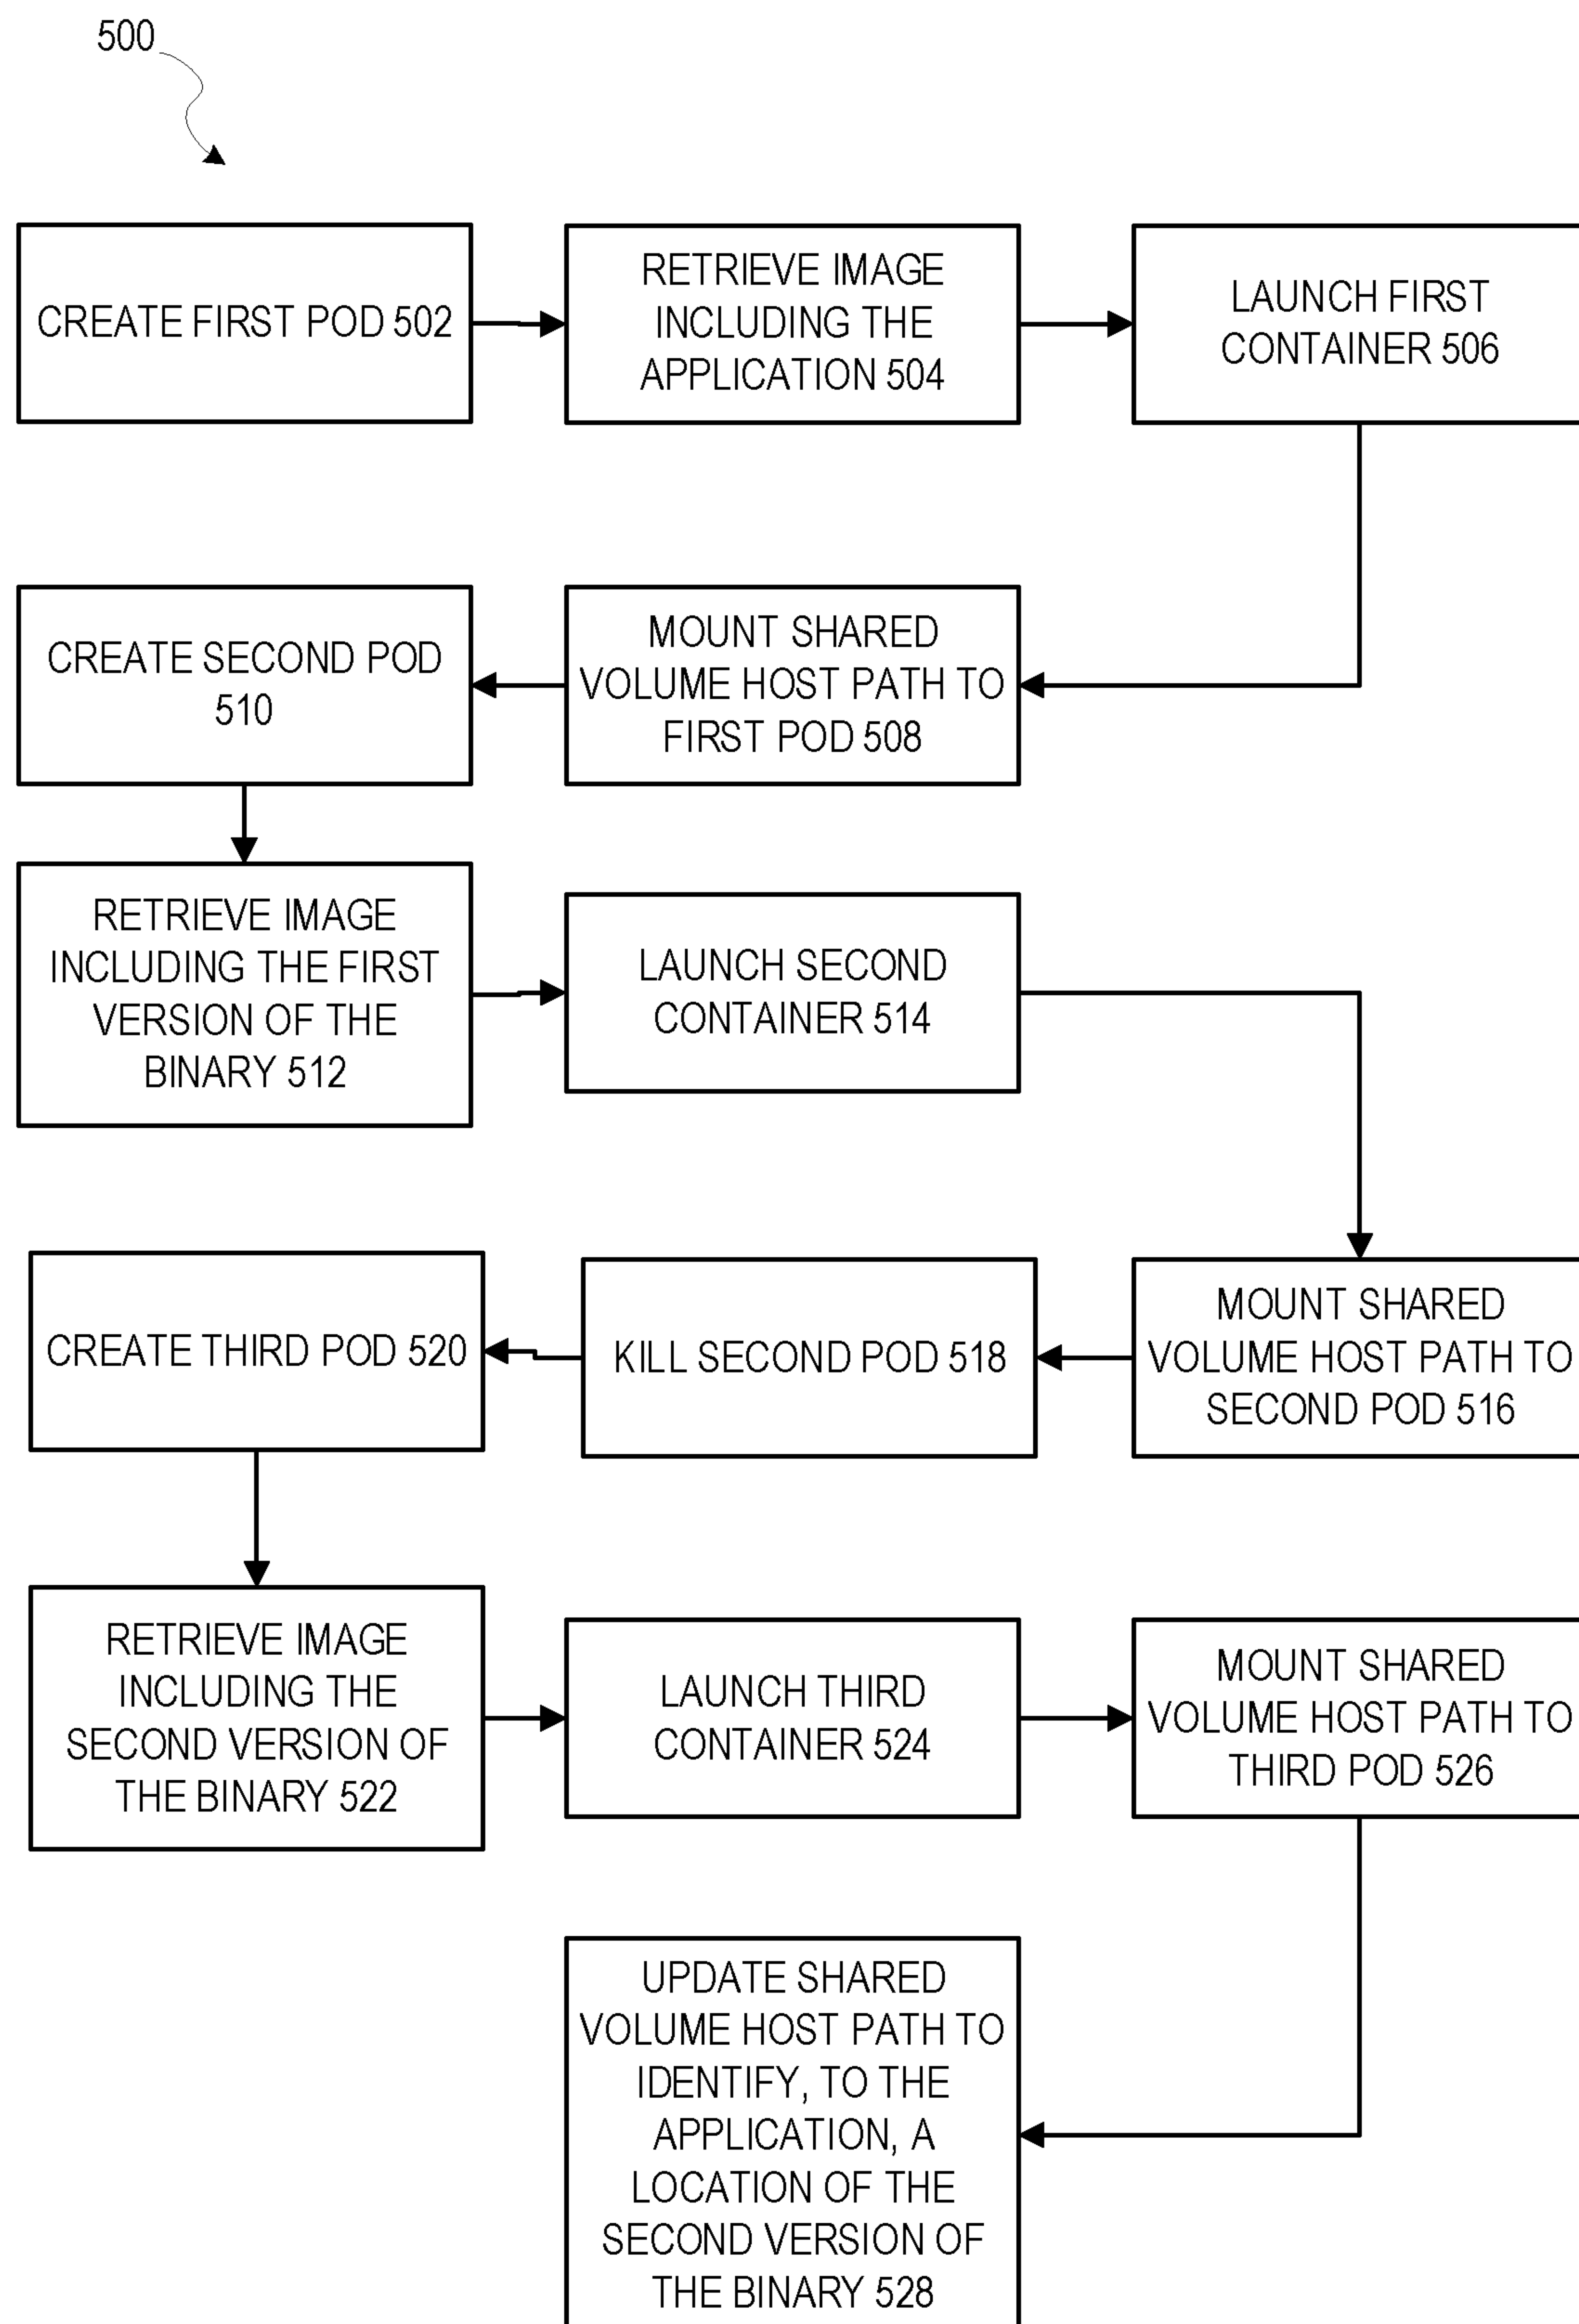 500
CREATE FIRST POD 502
RETRIEVE IMAGE
INCLUDING THE
APPLICATION 504
LAUNCH FIRST
CONTAINER 506
MOUNT SHARED
VOLUME HOST PATH TO
FIRST POD 508
CREATE SECOND POD
510
RETRIEVE IMAGE
INCLUDING THE FIRST
VERSION OF THE
BINARY 512
LAUNCH SECOND
CONTAINER 514
MOUNT SHARED
VOLUME HOST PATH TO
SECOND POD 516
KILL SECOND POD 518
CREATE THIRD POD 520
RETRIEVE IMAGE
INCLUDING THE
SECOND VERSION OF
THE BINARY 522
LAUNCH THIRD
CONTAINER 524
MOUNT SHARED
VOLUME HOST PATH TO
THIRD POD 526
UPDATE SHARED
VOLUME HOST PATH TO
IDENTIFY, TO THE
APPLICATION, A
LOCATION OF THE
SECOND VERSION OF
THE BINARY 528